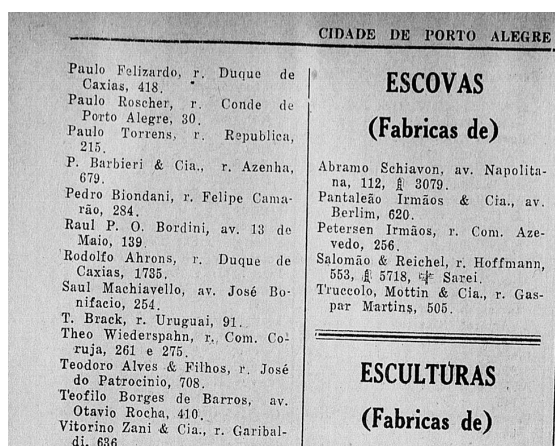 CIDADE DE PORTO ALEGRE
Paulo Felizardo, r. Duque de
Caxias, 418.
Paulo Roscher, r. Conde de
Porto Alegre, 30.
Paulo Torrens, r. Republica,
215.
P. Barbieri & Cia., r. Azenha,
679.
Pedro Biondani, r. Felipe Cama-
rão, 284.
Raul P. O. Bordini, av. 13 de
Maio, 139.
Rodolfo Ahrons, r. Duque de
Caxias, 1735.
Saul Machiavello, av. José Bo-
nifacio, 254.
T. Brack, r. Uruguai, 91.
Theo Wiederspahn, r. Com. Co-
ruja, 261 e 275.
Teodoro Alves & Filhos, r. José
do Patrocinio, 708.
Teofilo Borges de Barros, av.
Otavio Rocha, 410.
Vitorino Zani & Cia., r. Garibal-
di, 636
ESCOVAS
(Fabricas de)
Abramo Schiavon, av. Napolita-
na, 112, 3079.
Pantaleão Irmãos & Cia., av.
Berlim, 620.
Petersen Irmãos, r. Com. Aze-
vedo, 256.
Salomão & Reichel, r. Hoffmann,
553, 5718, Sarei.
Truccolo, Mottin & Cia., r. Gas-
par Martins, 505.
ESCULTURAS
(Fabricas de)